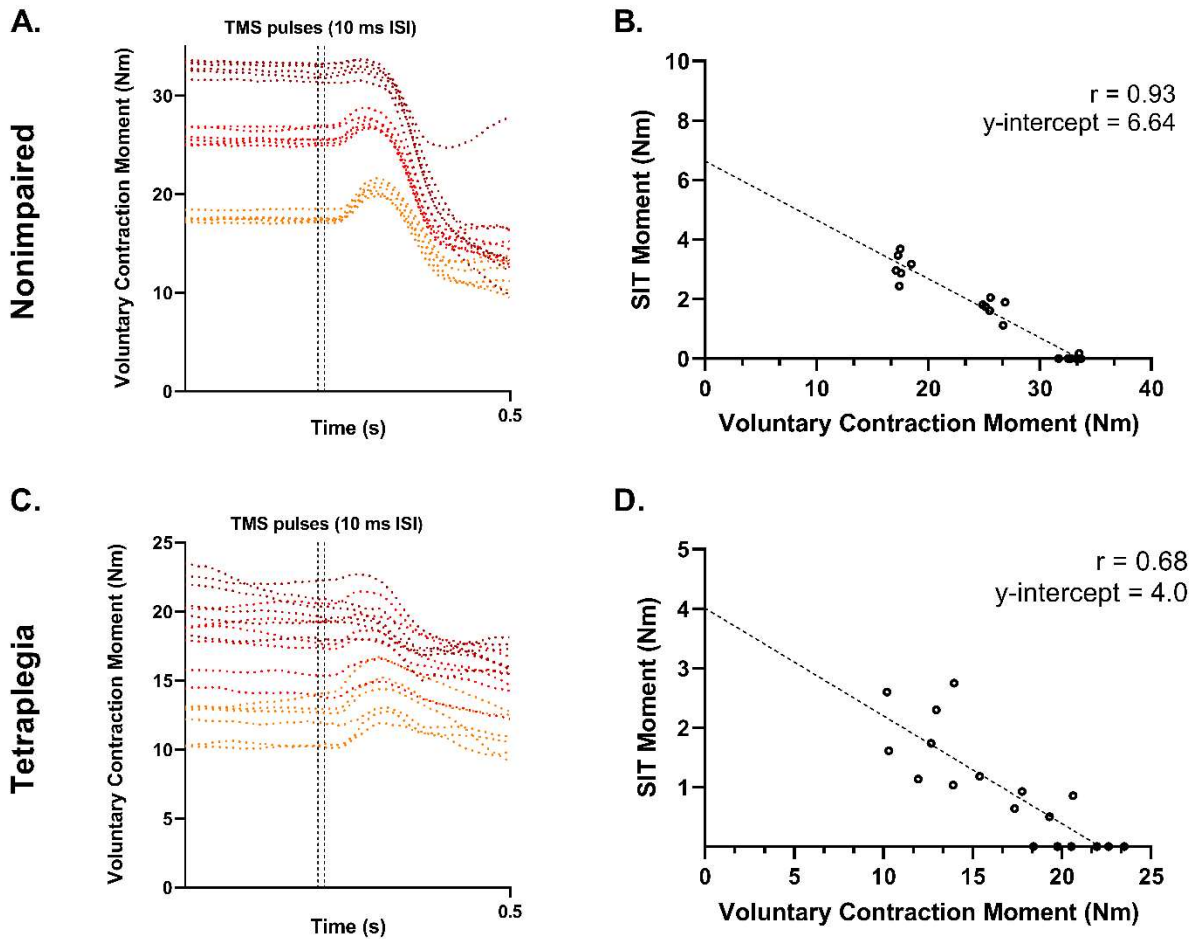 A.
TMS pulses (10 ms ISI)
Nonimpaired
Voluntary Contraction Moment (Nm)
30
20
10
0
0.5
Time (s)
B.
r = 0.93
y-intercept = 6.64
SIT Moment (Nm)
10
8
6
4
2
0
0 10 20 30 40
Voluntary Contraction Moment (Nm)
C.
TMS pulses (10 ms ISI)
Tetraplegia
Voluntary Contraction Moment (Nm)
25
20
15
10
5
0
0.5
Time (s)
D.
r = 0.68
y-intercept = 4.0
SIT Moment (Nm)
5
4
3
2
1
0 5 10 15 20 25
Voluntary Contraction Moment (Nm)